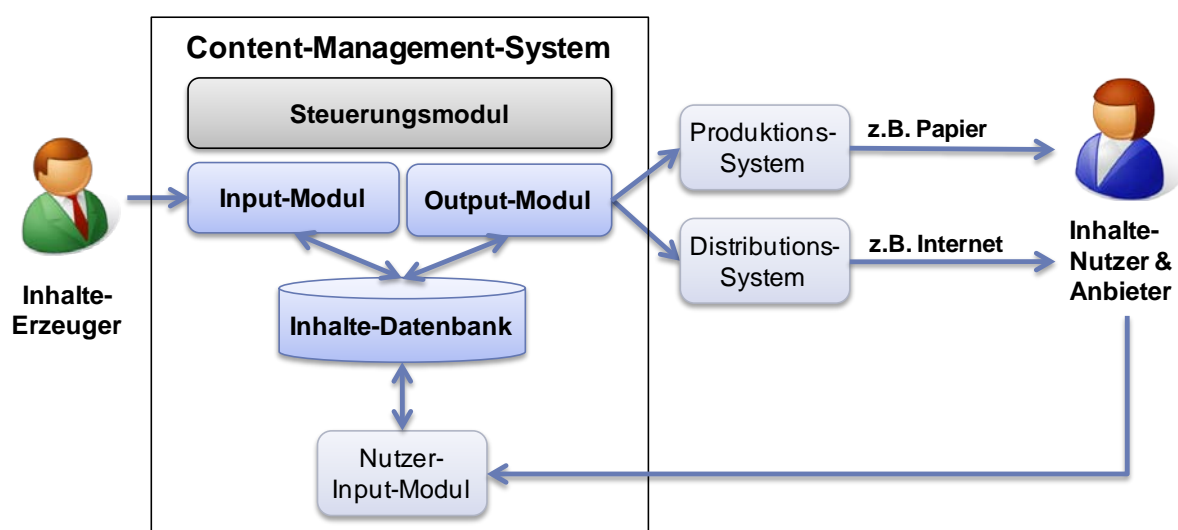 Content-Management-System
Steuerungsmodul
Input-Modul
Output-Modul
Inhalte-Datenbank
Nutzer-
Input-Modul
Inhalte-
Erzeuger
Produktions-
System
z.B. Papier
Distributions-
System
z.B. Internet
Inhalte-
Nutzer &
Anbieter